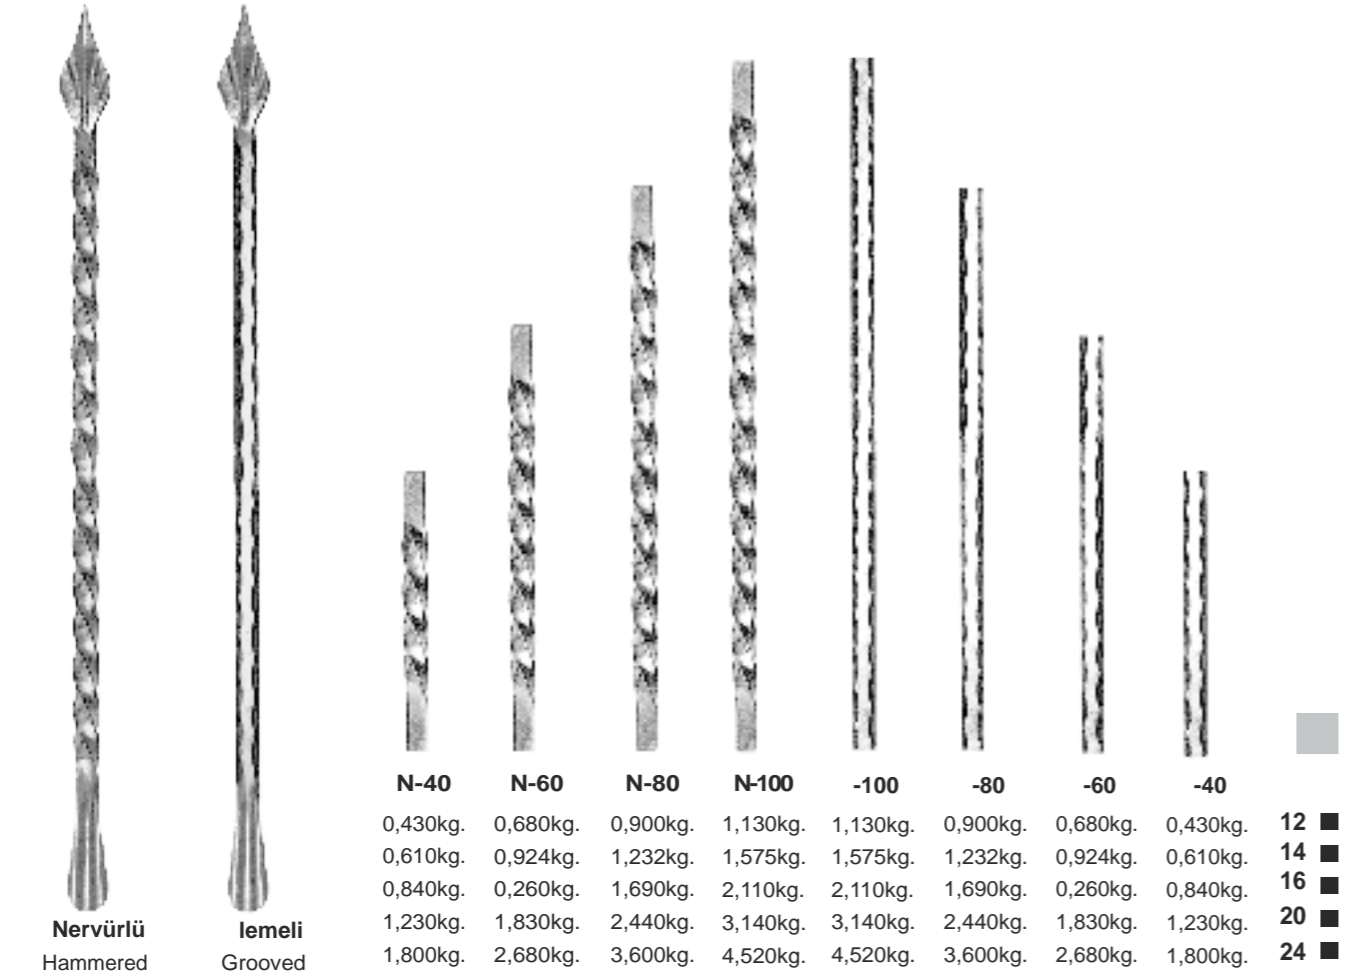 N-40 N-60 N-80 N-100 -100 -80 -60 -40
0,430kg. 0,680kg. 0,900kg. 1,130kg. 1,130kg. 0,900kg. 0,680kg. 0,430kg. 12
0,610kg. 0,924kg. 1,232kg. 1,575kg. 1,575kg. 1,232kg. 0,924kg. 0,610kg. 14
0,840kg. 0,260kg. 1,690kg. 2,110kg. 2,110kg. 1,690kg. 0,260kg. 0,840kg. 16
1,230kg. 1,830kg. 2,440kg. 3,140kg. 3,140kg. 2,440kg. 1,830kg. 1,230kg. 20
1,800kg. 2,680kg. 3,600kg. 4,520kg. 4,520kg. 3,600kg. 2,680kg. 1,800kg. 24
Nervürlü lemeli
Hammered Grooved